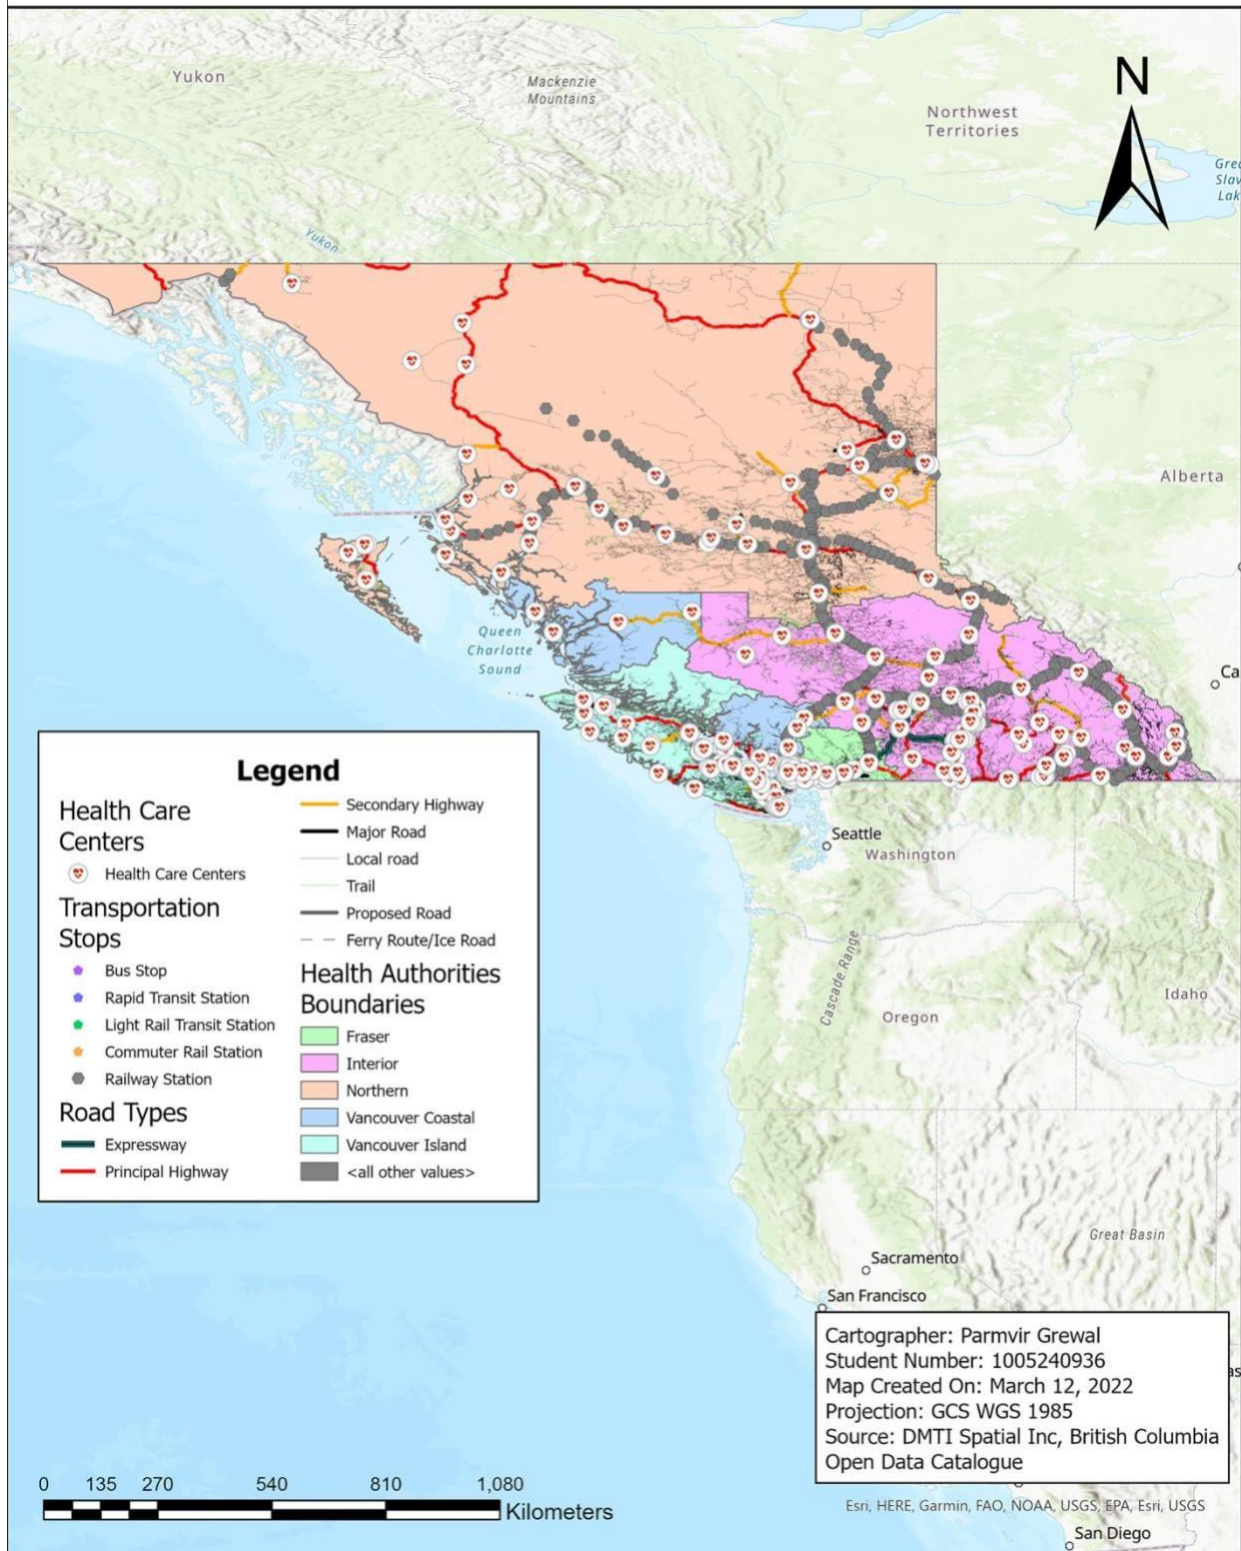 Yukon
Mackenzie
Mountains
Northwest
Territories
N
Yukon
Alberta
Queen
Charlotte
Sound
Seattle
Washington
Cascade Range
Oregon
Idaho
Great Basin
Sacramento
San Francisco
San Diego
Legend
Health Care
Centers
Health Care Centers
Transportation
Stops
Bus Stop
Rapid Transit Station
Light Rail Transit Station
Commuter Rail Station
Railway Station
Road Types
Expressway
Principal Highway
Secondary Highway
Major Road
Local road
Trail
Proposed Road
Ferry Route/Ice Road
Health Authorities
Boundaries
Fraser
Interior
Northern
Vancouver Coastal
Vancouver Island
<all other values>
Cartographer: Parmvir Grewal
Student Number: 1005240936
Map Created On: March 12, 2022
Projection: GCS WGS 1985
Source: DMTI Spatial Inc, British Columbia
Open Data Catalogue
0 135 270 540 810 1,080
Kilometers
Esri, HERE, Garmin, FAO, NOAA, USGS, EPA, Esri, USGS